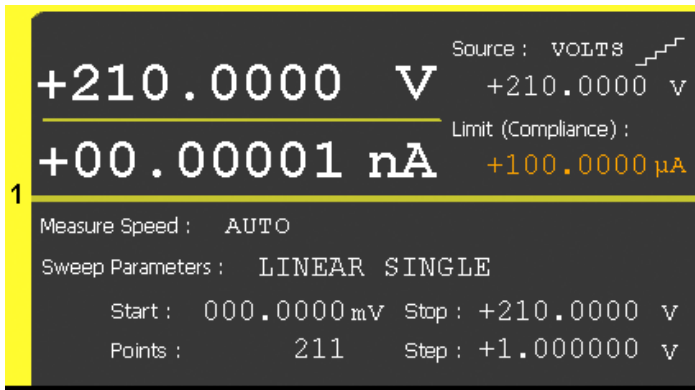 Source : VOLTS
+210.0000 V
+210.0000 V
Limit (Compliance) :
+00.00001 nA
+100.0000 µA
1
Measure Speed : AUTO
Sweep Parameters : LINEAR SINGLE
Start : 000.0000 mV Stop : +210.0000 V
Points : 211 Step : +1.000000 V